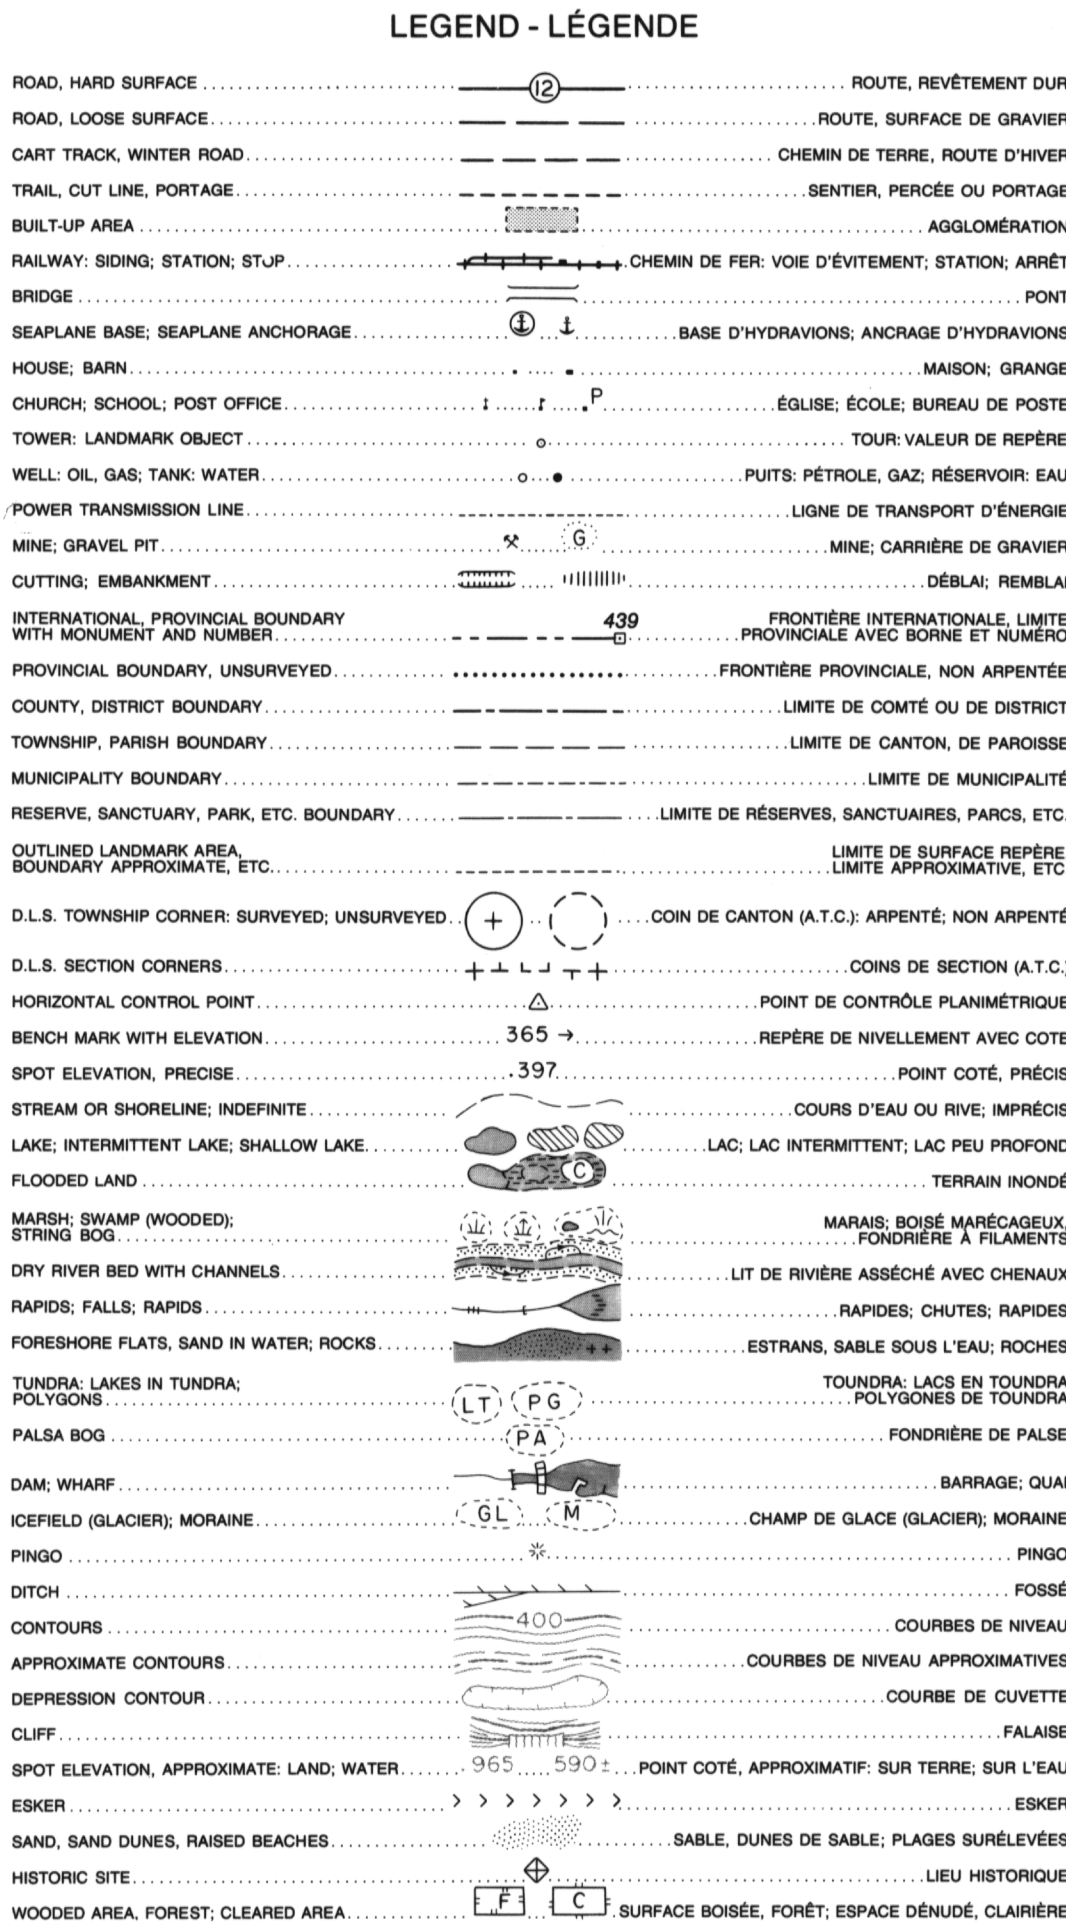 LEGEND - LÉGENDE
ROAD, HARD SURFACE 12 ROUTE, REVÊTEMENT DUR
ROAD, LOOSE SURFACE ROUTE, SURFACE DE GRAVIER
CART TRACK, WINTER ROAD CHEMIN DE TERRE, ROUTE D'HIVER
TRAIL, CUT LINE, PORTAGE SENTIER, PERCÉE OU PORTAGE
BUILT-UP AREA AGGLOMÉRATION
RAILWAY: SIDING; STATION; STOP CHEMIN DE FER: VOIE D'ÉVITEMENT; STATION; ARRÊT
BRIDGE PONT
SEAPLANE BASE; SEAPLANE ANCHORAGE BASE D'HYDRAVIONS; ANCRAGE D'HYDRAVIONS
HOUSE; BARN MAISON; GRANGE
CHURCH; SCHOOL; POST OFFICE P ÉGLISE; ÉCOLE; BUREAU DE POSTE
TOWER: LANDMARK OBJECT TOUR: VALEUR DE REPÈRE
WELL: OIL, GAS; TANK: WATER PUITS: PÉTROLE, GAZ; RÉSERVOIR: EAU
POWER TRANSMISSION LINE LIGNE DE TRANSPORT D'ÉNERGIE
MINE; GRAVEL PIT G MINE; CARRIÈRE DE GRAVIER
CUTTING; EMBANKMENT DÉBLAI; REMBLAI
INTERNATIONAL, PROVINCIAL BOUNDARY 439 FRONTIÈRE INTERNATIONALE, LIMITE
WITH MONUMENT AND NUMBER PROVINCIALE AVEC BORNE ET NUMÉRO
PROVINCIAL BOUNDARY, UNSURVEYED FRONTIÈRE PROVINCIALE, NON ARPENTÉE
COUNTY, DISTRICT BOUNDARY LIMITE DE COMTÉ OU DE DISTRICT
TOWNSHIP, PARISH BOUNDARY LIMITE DE CANTON, DE PAROISSE
MUNICIPALITY BOUNDARY LIMITE DE MUNICIPALITÉ
RESERVE, SANCTUARY, PARK, ETC. BOUNDARY LIMITE DE RÉSERVES, SANCTUAIRES, PARCS, ETC.
OUTLINED LANDMARK AREA, LIMITE DE SURFACE REPÈRE
BOUNDARY APPROXIMATE, ETC. LIMITE APPROXIMATIVE, ETC
D.L.S. TOWNSHIP CORNER: SURVEYED; UNSURVEYED COIN DE CANTON (A.T.C.): ARPENTÉ; NON ARPENTÉ
D.L.S. SECTION CORNERS COINS DE SECTION (A.T.C.)
HORIZONTAL CONTROL POINT POINT DE CONTRÔLE PLANIMÉTRIQUE
BENCH MARK WITH ELEVATION 365 → REPÈRE DE NIVELLEMENT AVEC COTE
SPOT ELEVATION, PRECISE .397 POINT COTÉ, PRÉCIS
STREAM OR SHORELINE; INDEFINITE COURS D'EAU OU RIVE; IMPRÉCIS
LAKE; INTERMITTENT LAKE; SHALLOW LAKE LAC; LAC INTERMITTENT; LAC PEU PROFOND
FLOODED LAND C TERRAIN INONDÉ
MARSH; SWAMP (WOODED); MARAIS; BOISÉ MARÉCAGEUX,
STRING BOG FONDRIÈRE À FILAMENTS
DRY RIVER BED WITH CHANNELS LIT DE RIVIÈRE ASSÉCHÉ AVEC CHENAUX
RAPIDS; FALLS; RAPIDS RAPIDES; CHUTES; RAPIDES
FORESHORE FLATS, SAND IN WATER; ROCKS ESTRANS, SABLE SOUS L'EAU; ROCHES
TUNDRA: LAKES IN TUNDRA; TOUNDRA: LACS EN TOUNDRA
POLYGONS LT PG POLYGONES DE TOUNDRA
PALSA BOG PA FONDRIÈRE DE PALSE
DAM; WHARF BARRAGE; QUAI
ICEFIELD (GLACIER); MORAINE GL M CHAMP DE GLACE (GLACIER); MORAINE
PINGO PINGO
DITCH FOSSÉ
CONTOURS 400 COURBES DE NIVEAU
APPROXIMATE CONTOURS COURBES DE NIVEAU APPROXIMATIVES
DEPRESSION CONTOUR COURBE DE CUVETTE
CLIFF FALAISE
SPOT ELEVATION, APPROXIMATE: LAND; WATER .965 590± POINT COTÉ, APPROXIMATIF: SUR TERRE; SUR L'EAU
ESKER ESKER
SAND, SAND DUNES, RAISED BEACHES SABLE, DUNES DE SABLE; PLAGES SURÉLEVÉES
HISTORIC SITE LIEU HISTORIQUE
WOODED AREA, FOREST; CLEARED AREA F C SURFACE BOISÉE, FORÊT; ESPACE DÉNUDÉ, CLAIRIÈRE